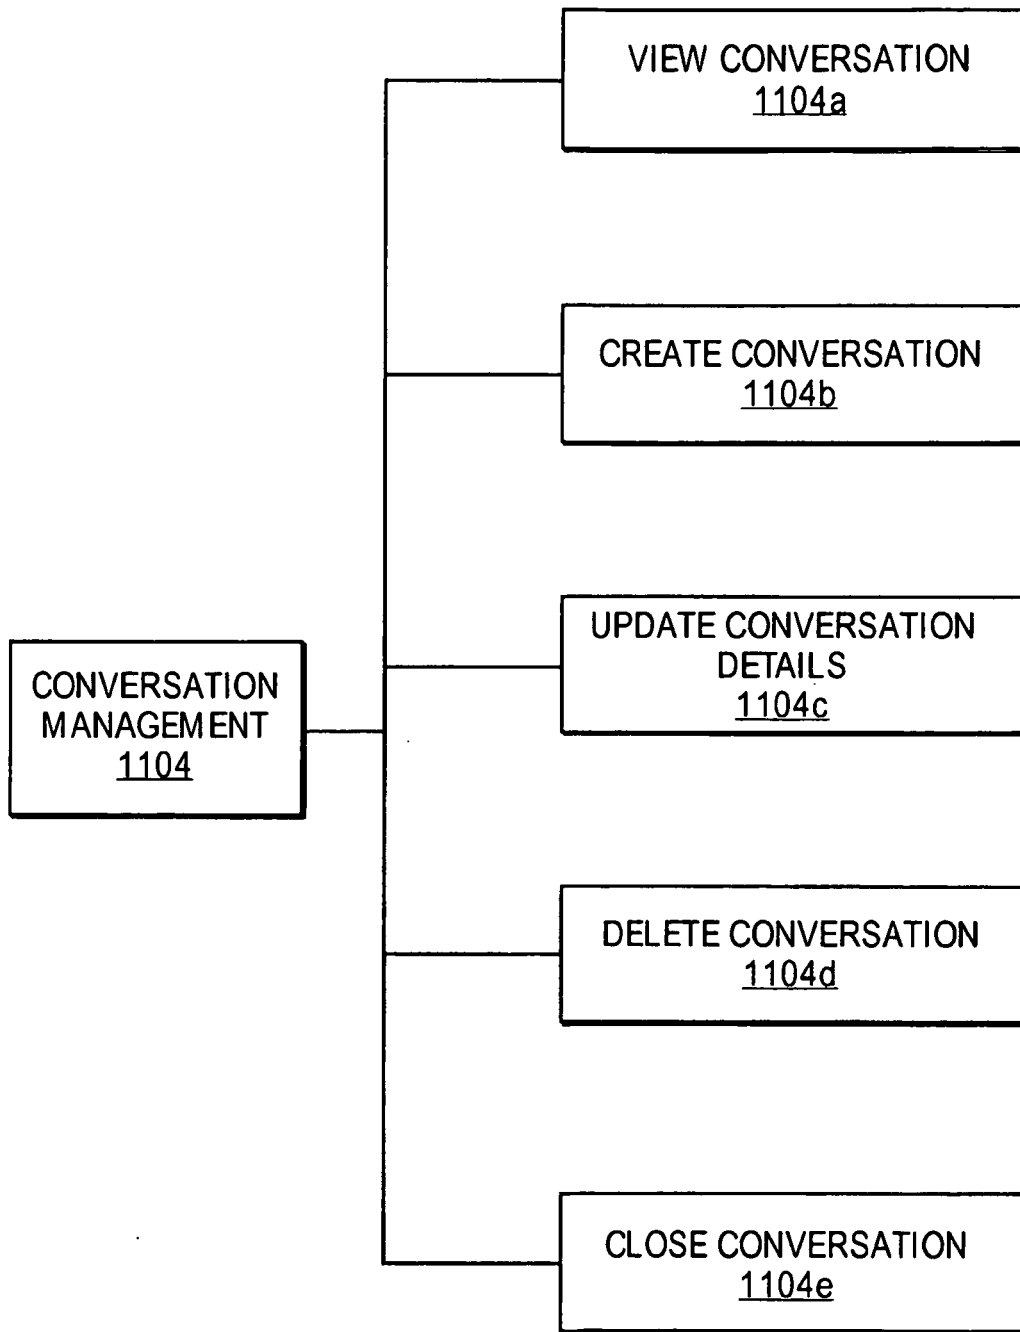 VIEW CONVERSATION
1104a
CREATE CONVERSATION
1104b
UPDATE CONVERSATION
DETAILS
1104c
CONVERSATION
MANAGEMENT
1104
DELETE CONVERSATION
1104d
CLOSE CONVERSATION
1104e